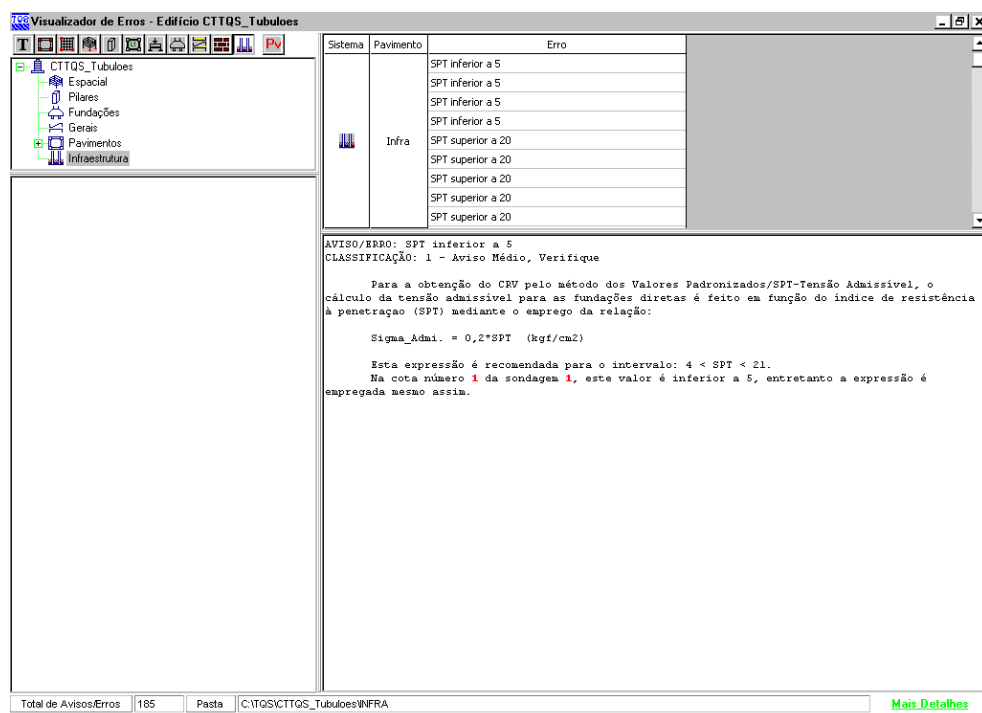 Visualizador de Erros - Edifício CTTQS_Tubuloes
T
Pv
CTTQS_Tubuloes
Espacial
Pilares
Fundações
Gerais
Pavimentos
Infraestrutura
Sistema Pavimento Erro
SPT inferior a 5
SPT inferior a 5
SPT inferior a 5
SPT inferior a 5
Infra
SPT superior a 20
SPT superior a 20
SPT superior a 20
SPT superior a 20
SPT superior a 20
AVISO/ERRO: SPT inferior a 5
CLASSIFICAÇÃO: 1 - Aviso Médio, Verifique
Para a obtenção do CRV pelo método dos Valores Padronizados/SPT-Tensão Admissível, o
cálculo da tensão admissível para as fundações diretas é feito em função do índice de resistência
à penetraçao (SPT) mediante o emprego da relação:
Sigma_Admi. = 0,2*SPT (kgf/cm2)
Esta expressão é recomendada para o intervalo: 4 < SPT < 21.
Na cota número 1 da sondagem 1, este valor é inferior a 5, entretanto a expressão é
empregada mesmo assim.
Total de Avisos/Erros 185 Pasta C:\TQS\CTTQS_Tubuloes\INFRA Mais Detalhes